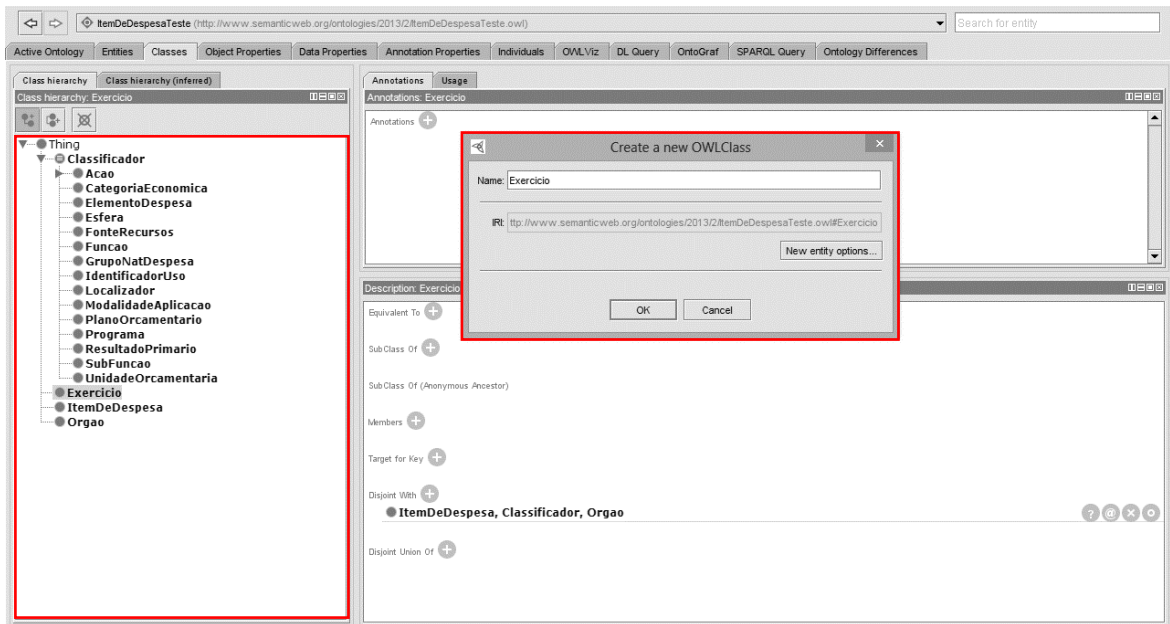 ItemDeDespesaTeste (http://www.semanticweb.org/ontologies/2013/2/ItemDeDespesaTeste.owl)
Search for entity
Active Ontology Entities Classes Object Properties Data Properties Annotation Properties Individuals OWLViz DL Query OntoGraf SPARQL Query Ontology Differences
Class hierarchy Class hierarchy (inferred)
Class hierarchy: Exercicio
Thing
Classificador
Acao
CategoriaEconomica
ElementoDespesa
Esfera
FonteRecursos
Funcao
GrupoNatDespesa
IdentificadorUso
Localizador
ModalidadeAplicacao
PlanoOrcamentario
Programa
ResultadoPrimario
SubFuncao
UnidadeOrcamentaria
Exercicio
ItemDeDespesa
Orgao
Annotations Usage
Annotations: Exercicio
Annotations
Create a new OWLClass
Name: Exercicio
IRI: ttp://www.semanticweb.org/ontologies/2013/2/ItemDeDespesaTeste.owl#Exercicio
New entity options...
OK Cancel
Description: Exercicio
Equivalent To
SubClass Of
SubClass Of (Anonymous Ancestor)
Members
Target for Key
Disjoint With
ItemDeDespesa, Classificador, Orgao
Disjoint Union Of